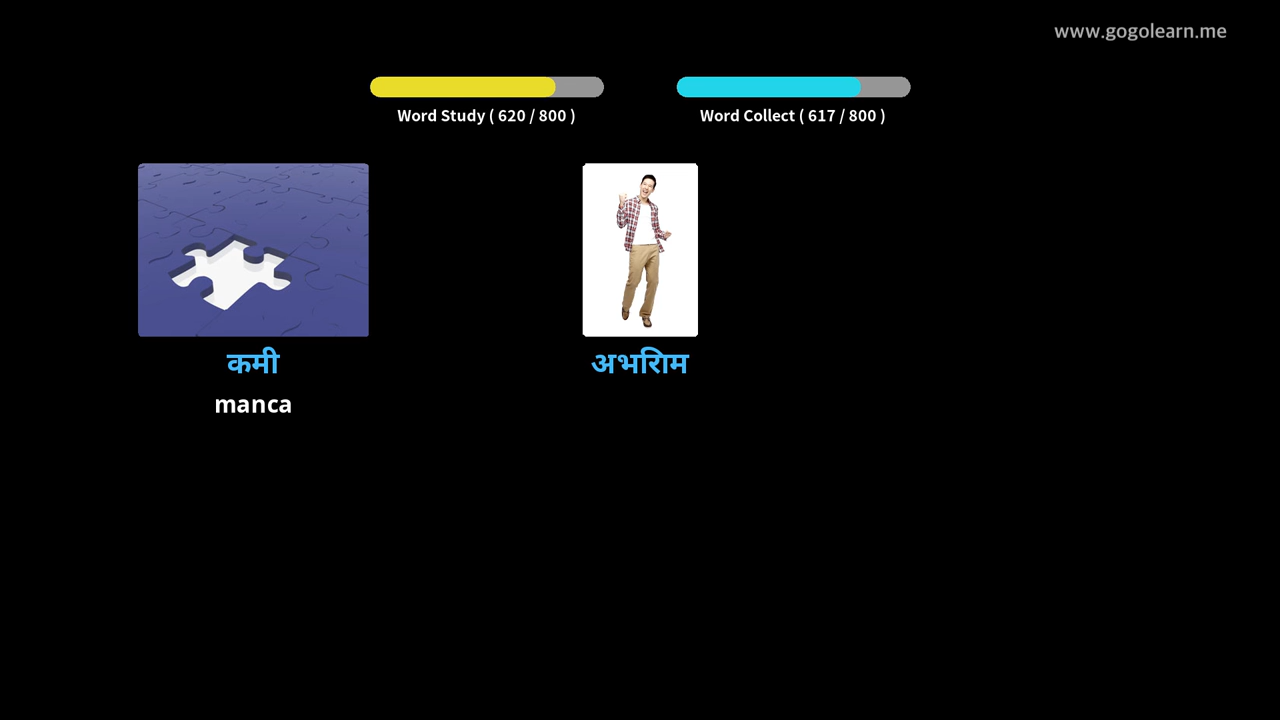 www.gogolearn.me
Word Study ( 620 / 800 )
Word Collect ( 617 / 800 )
कमी
अभिराम
manca